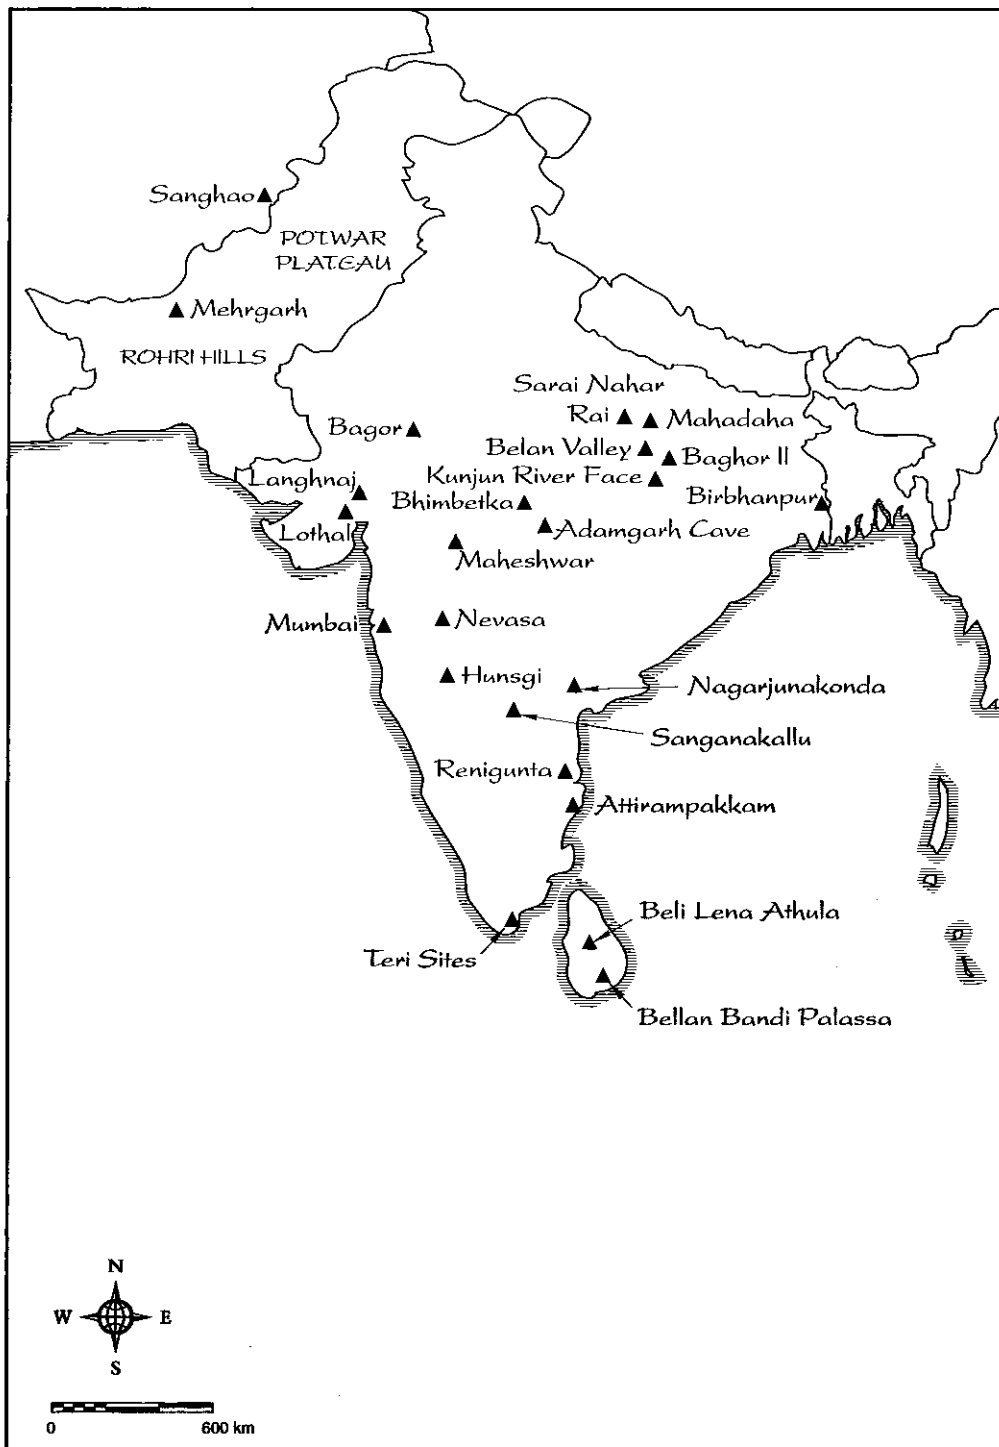 Sanghao
POTWAR
PLATEAU
Mehrgarh
ROHRI HILLS
Sarai Nahar
Rai
Mahadaha
Bagor
Belan Valley
Baghor II
Langhnaj
Kunjun River Face
Bhimbetka
Birbhanpur
Lothal
Adamgarh Cave
Maheshwar
Mumbai
Nevasa
Hunsgi
Nagarjunakonda
Sanganakallu
Renigunta
Attirampakkam
Beli Lena Athula
Teri Sites
Bellan Bandi Palassa
N
W E
S
0 600 km